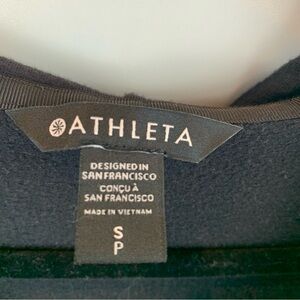 ATHLETA
DESIGNED IN
SAN FRANCISCO
CONÇU À
SAN FRANCISCO
MADE IN VIETNAM
S
P